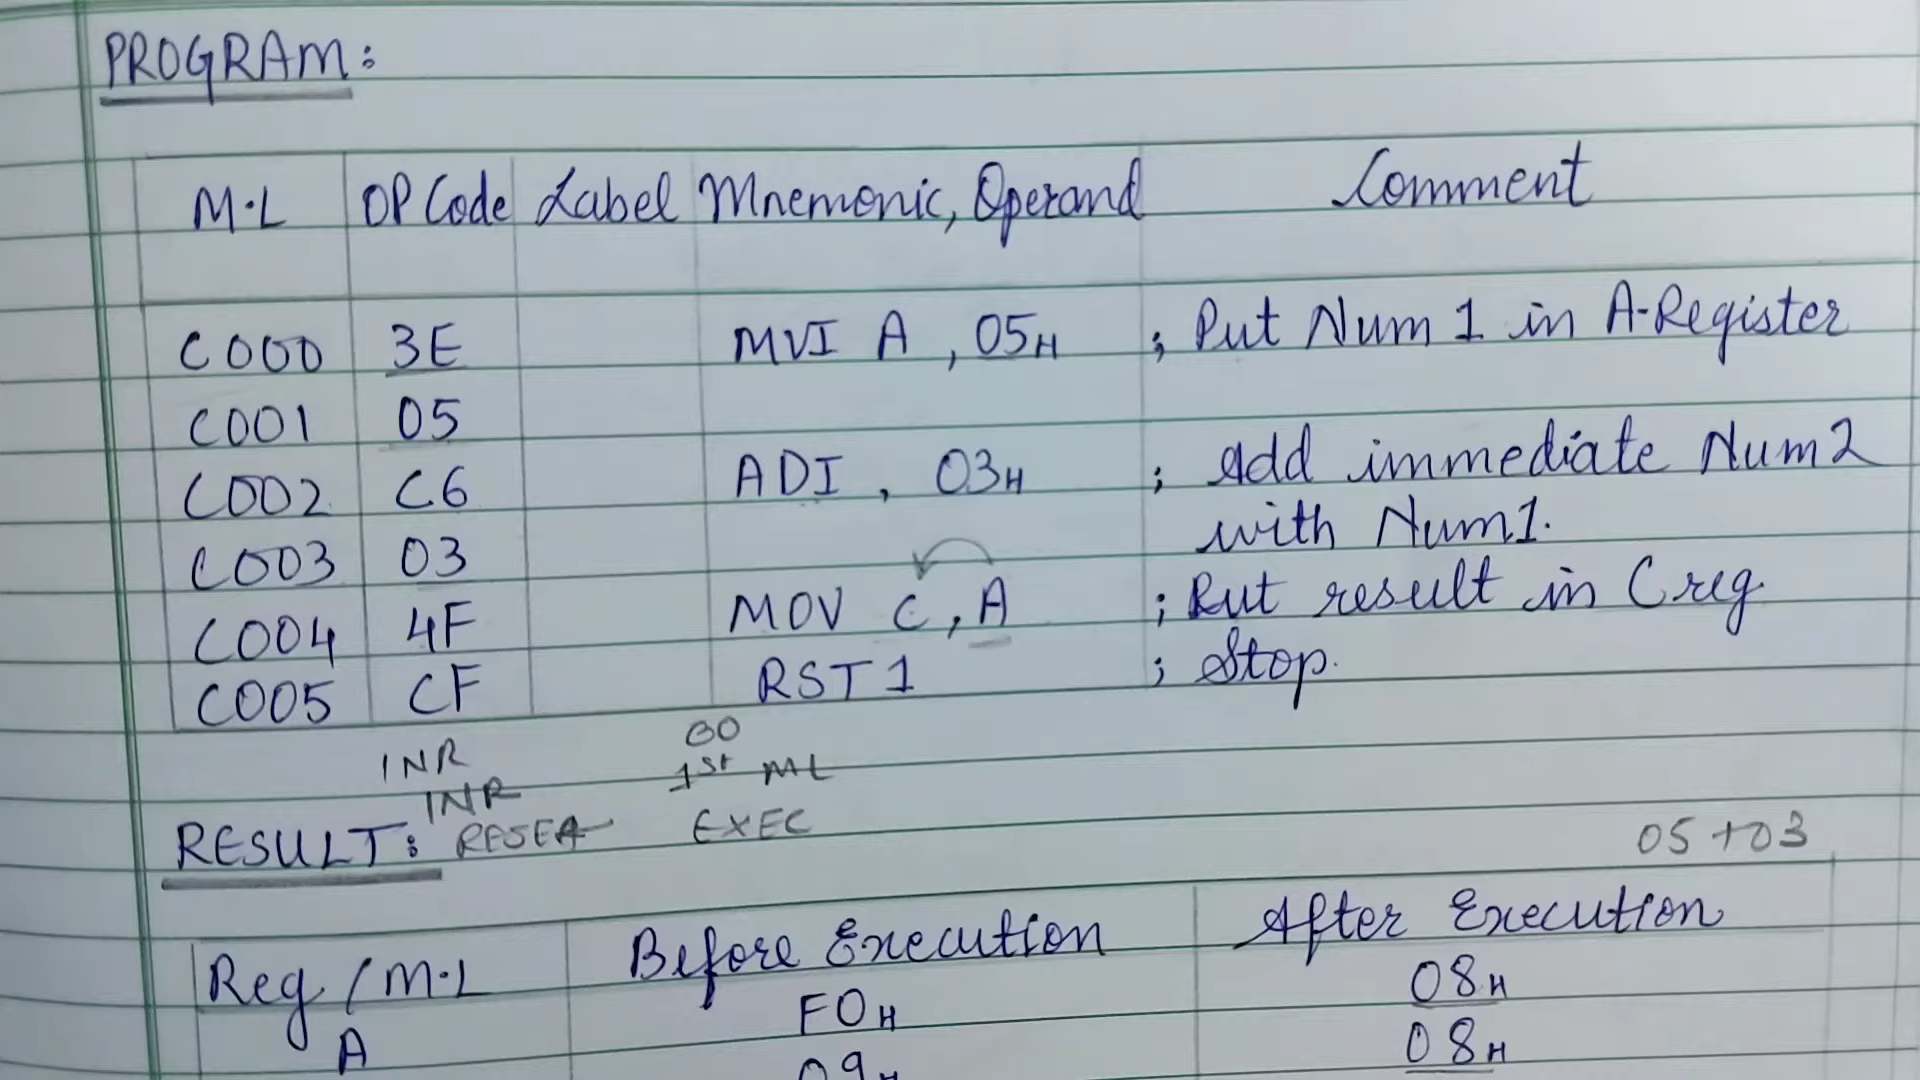 PROGRAM:
M.L OP Code Label Mnemonic, Operand Comment
C000 3E MVI A, 05H ; Put Num 1 in A-Register
C001 05
C002 C6 ADI, 03H ; Add immediate Num2
with Num1.
C003 03
C004 4F MOV C, A ; Put result in C reg.
C005 CF RST 1 ; Stop.
INR GO
INR 1st ML
RESULT: EXEC 05+03
Reg / M.L Before Execution After Execution
A F0H 08H
09H 08H